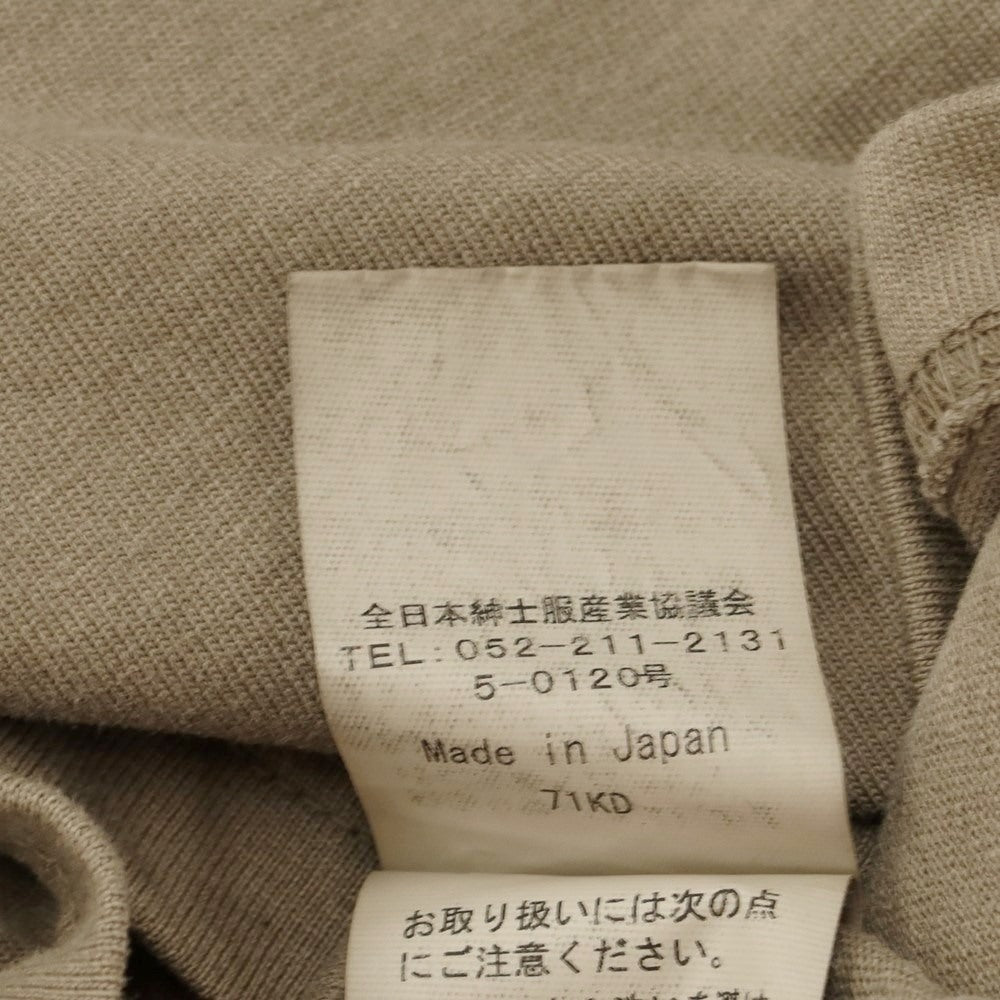 全日本紳士服産業協議会
TEL:052-211-2131
5-0120号
Made in Japan
71KD
お取り扱いには次の点
にご注意ください。